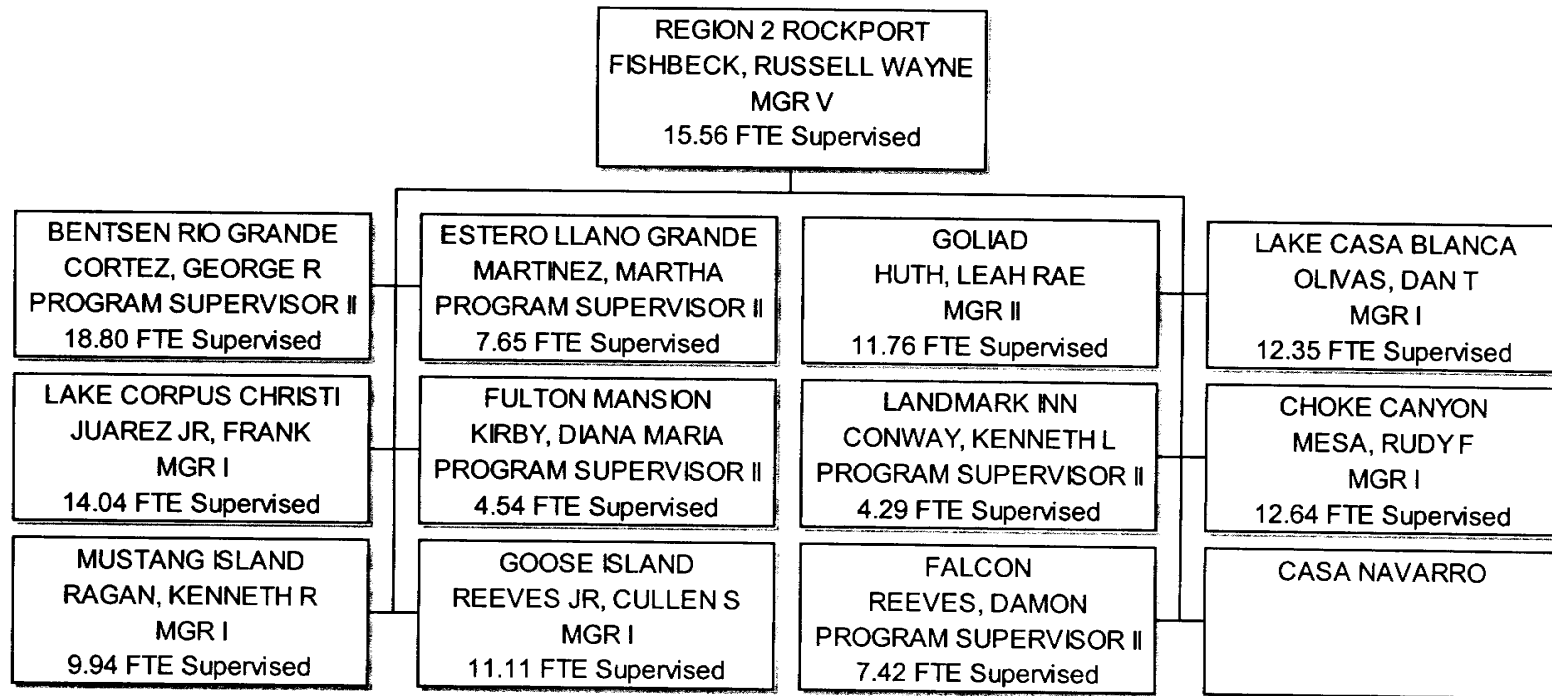 REGION 2 ROCKPORT
FISHBECK, RUSSELL WAYNE
MGR V
15.56 FTE Supervised
BENTSEN RIO GRANDE
CORTEZ, GEORGE R
PROGRAM SUPERVISOR II
18.80 FTE Supervised
ESTERO LLANO GRANDE
MARTINEZ, MARTHA
PROGRAM SUPERVISOR II
7.65 FTE Supervised
GOLIAD
HUTH, LEAH RAE
MGR II
11.76 FTE Supervised
LAKE CASA BLANCA
OLIVAS, DAN T
MGR I
12.35 FTE Supervised
LAKE CORPUS CHRISTI
JUAREZ JR, FRANK
MGR I
14.04 FTE Supervised
FULTON MANSION
KIRBY, DIANA MARIA
PROGRAM SUPERVISOR II
4.54 FTE Supervised
LANDMARK INN
CONWAY, KENNETH L
PROGRAM SUPERVISOR II
4.29 FTE Supervised
CHOKE CANYON
MESA, RUDY F
MGR I
12.64 FTE Supervised
MUSTANG ISLAND
RAGAN, KENNETH R
MGR I
9.94 FTE Supervised
GOOSE ISLAND
REEVES JR, CULLEN S
MGR I
11.11 FTE Supervised
FALCON
REEVES, DAMON
PROGRAM SUPERVISOR II
7.42 FTE Supervised
CASA NAVARRO